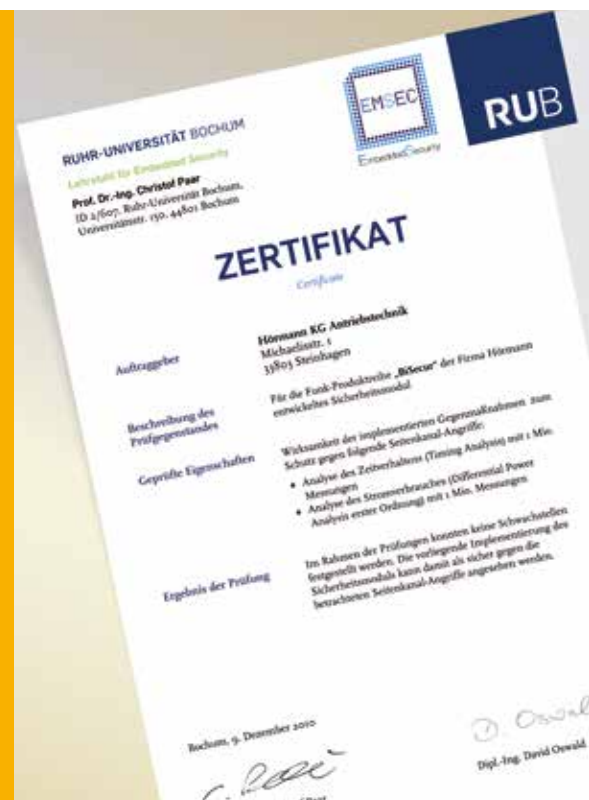 RUHR-UNIVERSITÄT BOCHUM
EMSEC
RUB
Lehrstuhl für Embedded Security
Embedded Security
Prof. Dr.-Ing. Christof Paar
ID 2/607, Ruhr-Universität Bochum,
Universitätsstr. 150, 44801 Bochum
ZERTIFIKAT
Certificate
Auftraggeber
Hörmann KG Antriebstechnik
Michaelisstr. 1
33803 Steinhagen
Beschreibung des
Prüfgegenstandes
Für die Funk-Produktreihe „BiSecur“ der Firma Hörmann
entwickeltes Sicherheitsmodul
Geprüfte Eigenschaften
Wirksamkeit der implementierten Gegenmaßnahmen zum
Schutz gegen folgende Seitenkanal-Angriffe:
• Analyse des Zeitverhaltens (Timing Analysis) mit 1 Mio.
Messungen
• Analyse des Stromverbrauches (Differential Power
Analysis erster Ordnung) mit 1 Mio. Messungen
Ergebnis der Prüfung
Im Rahmen der Prüfungen konnten keine Schwachstellen
festgestellt werden. Die vorliegende Implementierung des
Sicherheitsmoduls kann damit als sicher gegen die
betrachteten Seitenkanal-Angriffe angesehen werden.
Bochum, 9. Dezember 2010
D. Oswal
Dipl.-Ing. David Oswald